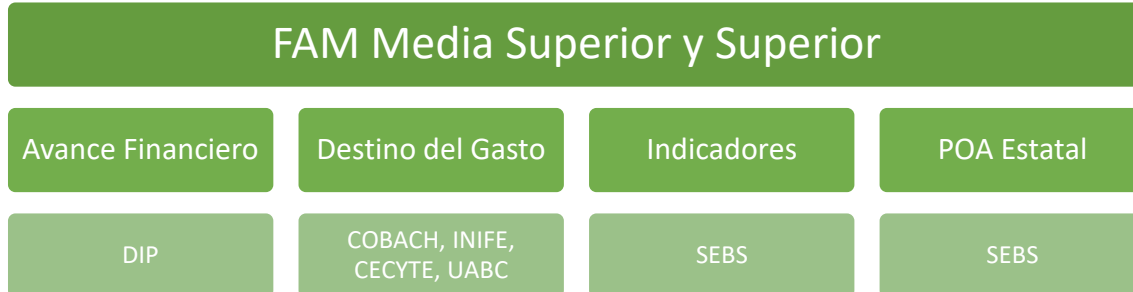 FAM Media Superior y Superior
Avance Financiero
Destino del Gasto
Indicadores
POA Estatal
DIP
COBACH, INIFE,
CECYTE, UABC
SEBS
SEBS